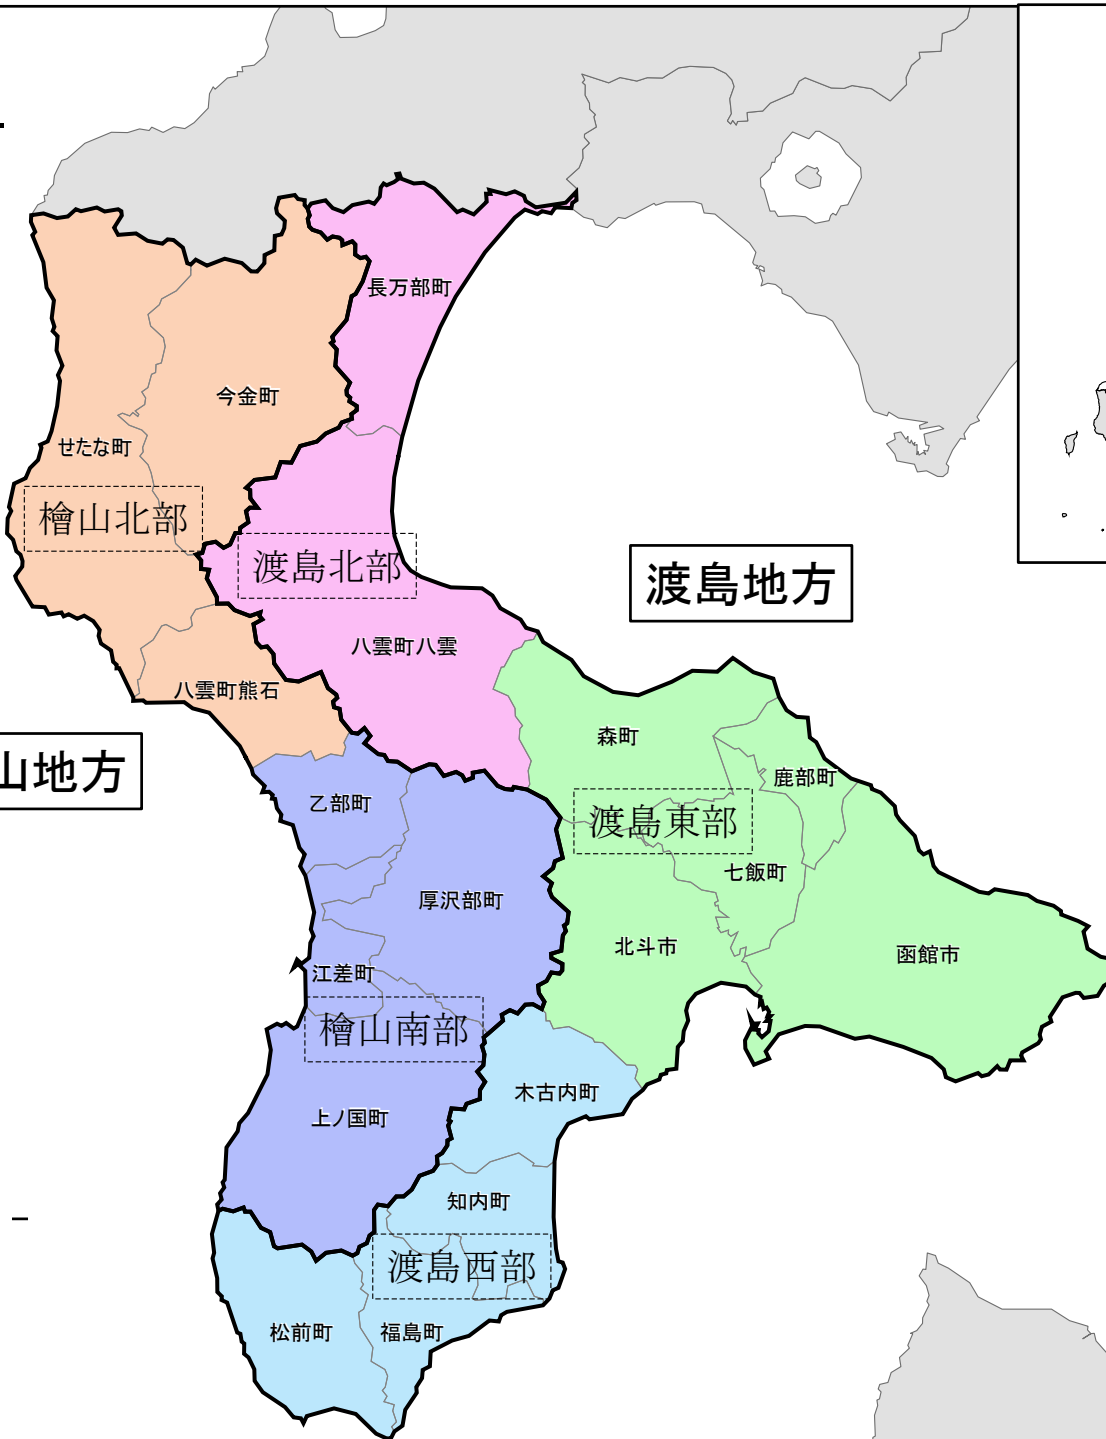 長万部町
今金町
せたな町
檜山北部
渡島北部
渡島地方
八雲町八雲
八雲町熊石
森町
山地方
鹿部町
乙部町
渡島東部
七飯町
厚沢部町
北斗市
函館市
江差町
檜山南部
木古内町
上ノ国町
知内町
渡島西部
松前町
福島町